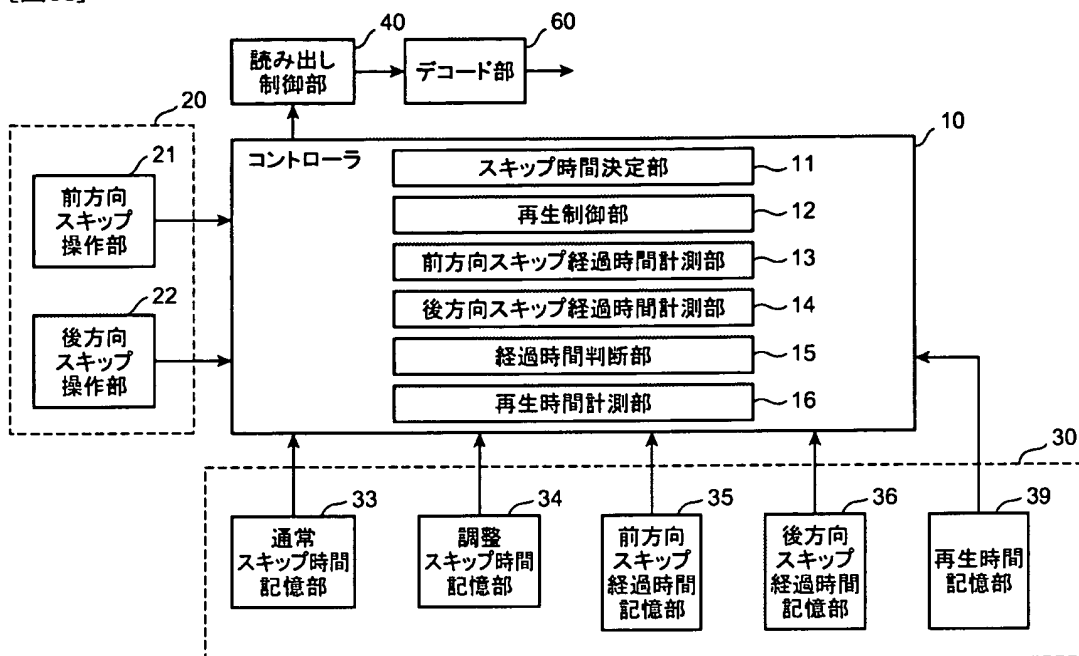 40
60
読み出し
制御部
デコード部
20
10
21
コントローラ
スキップ時間決定部
11
前方向
スキップ
操作部
再生制御部
12
前方向スキップ経過時間計測部
13
22
後方向スキップ経過時間計測部
14
後方向
スキップ
操作部
経過時間判断部
15
再生時間計測部
16
30
33
34
35
36
39
通常
スキップ時間
記憶部
調整
スキップ時間
記憶部
前方向
スキップ
経過時間
記憶部
後方向
スキップ
経過時間
記憶部
再生時間
記憶部